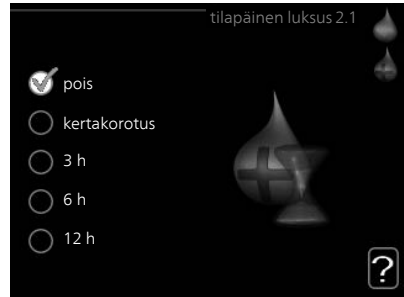 tilapäinen luksus 2.1
pois
kertakorotus
3 h
6 h
12 h
?